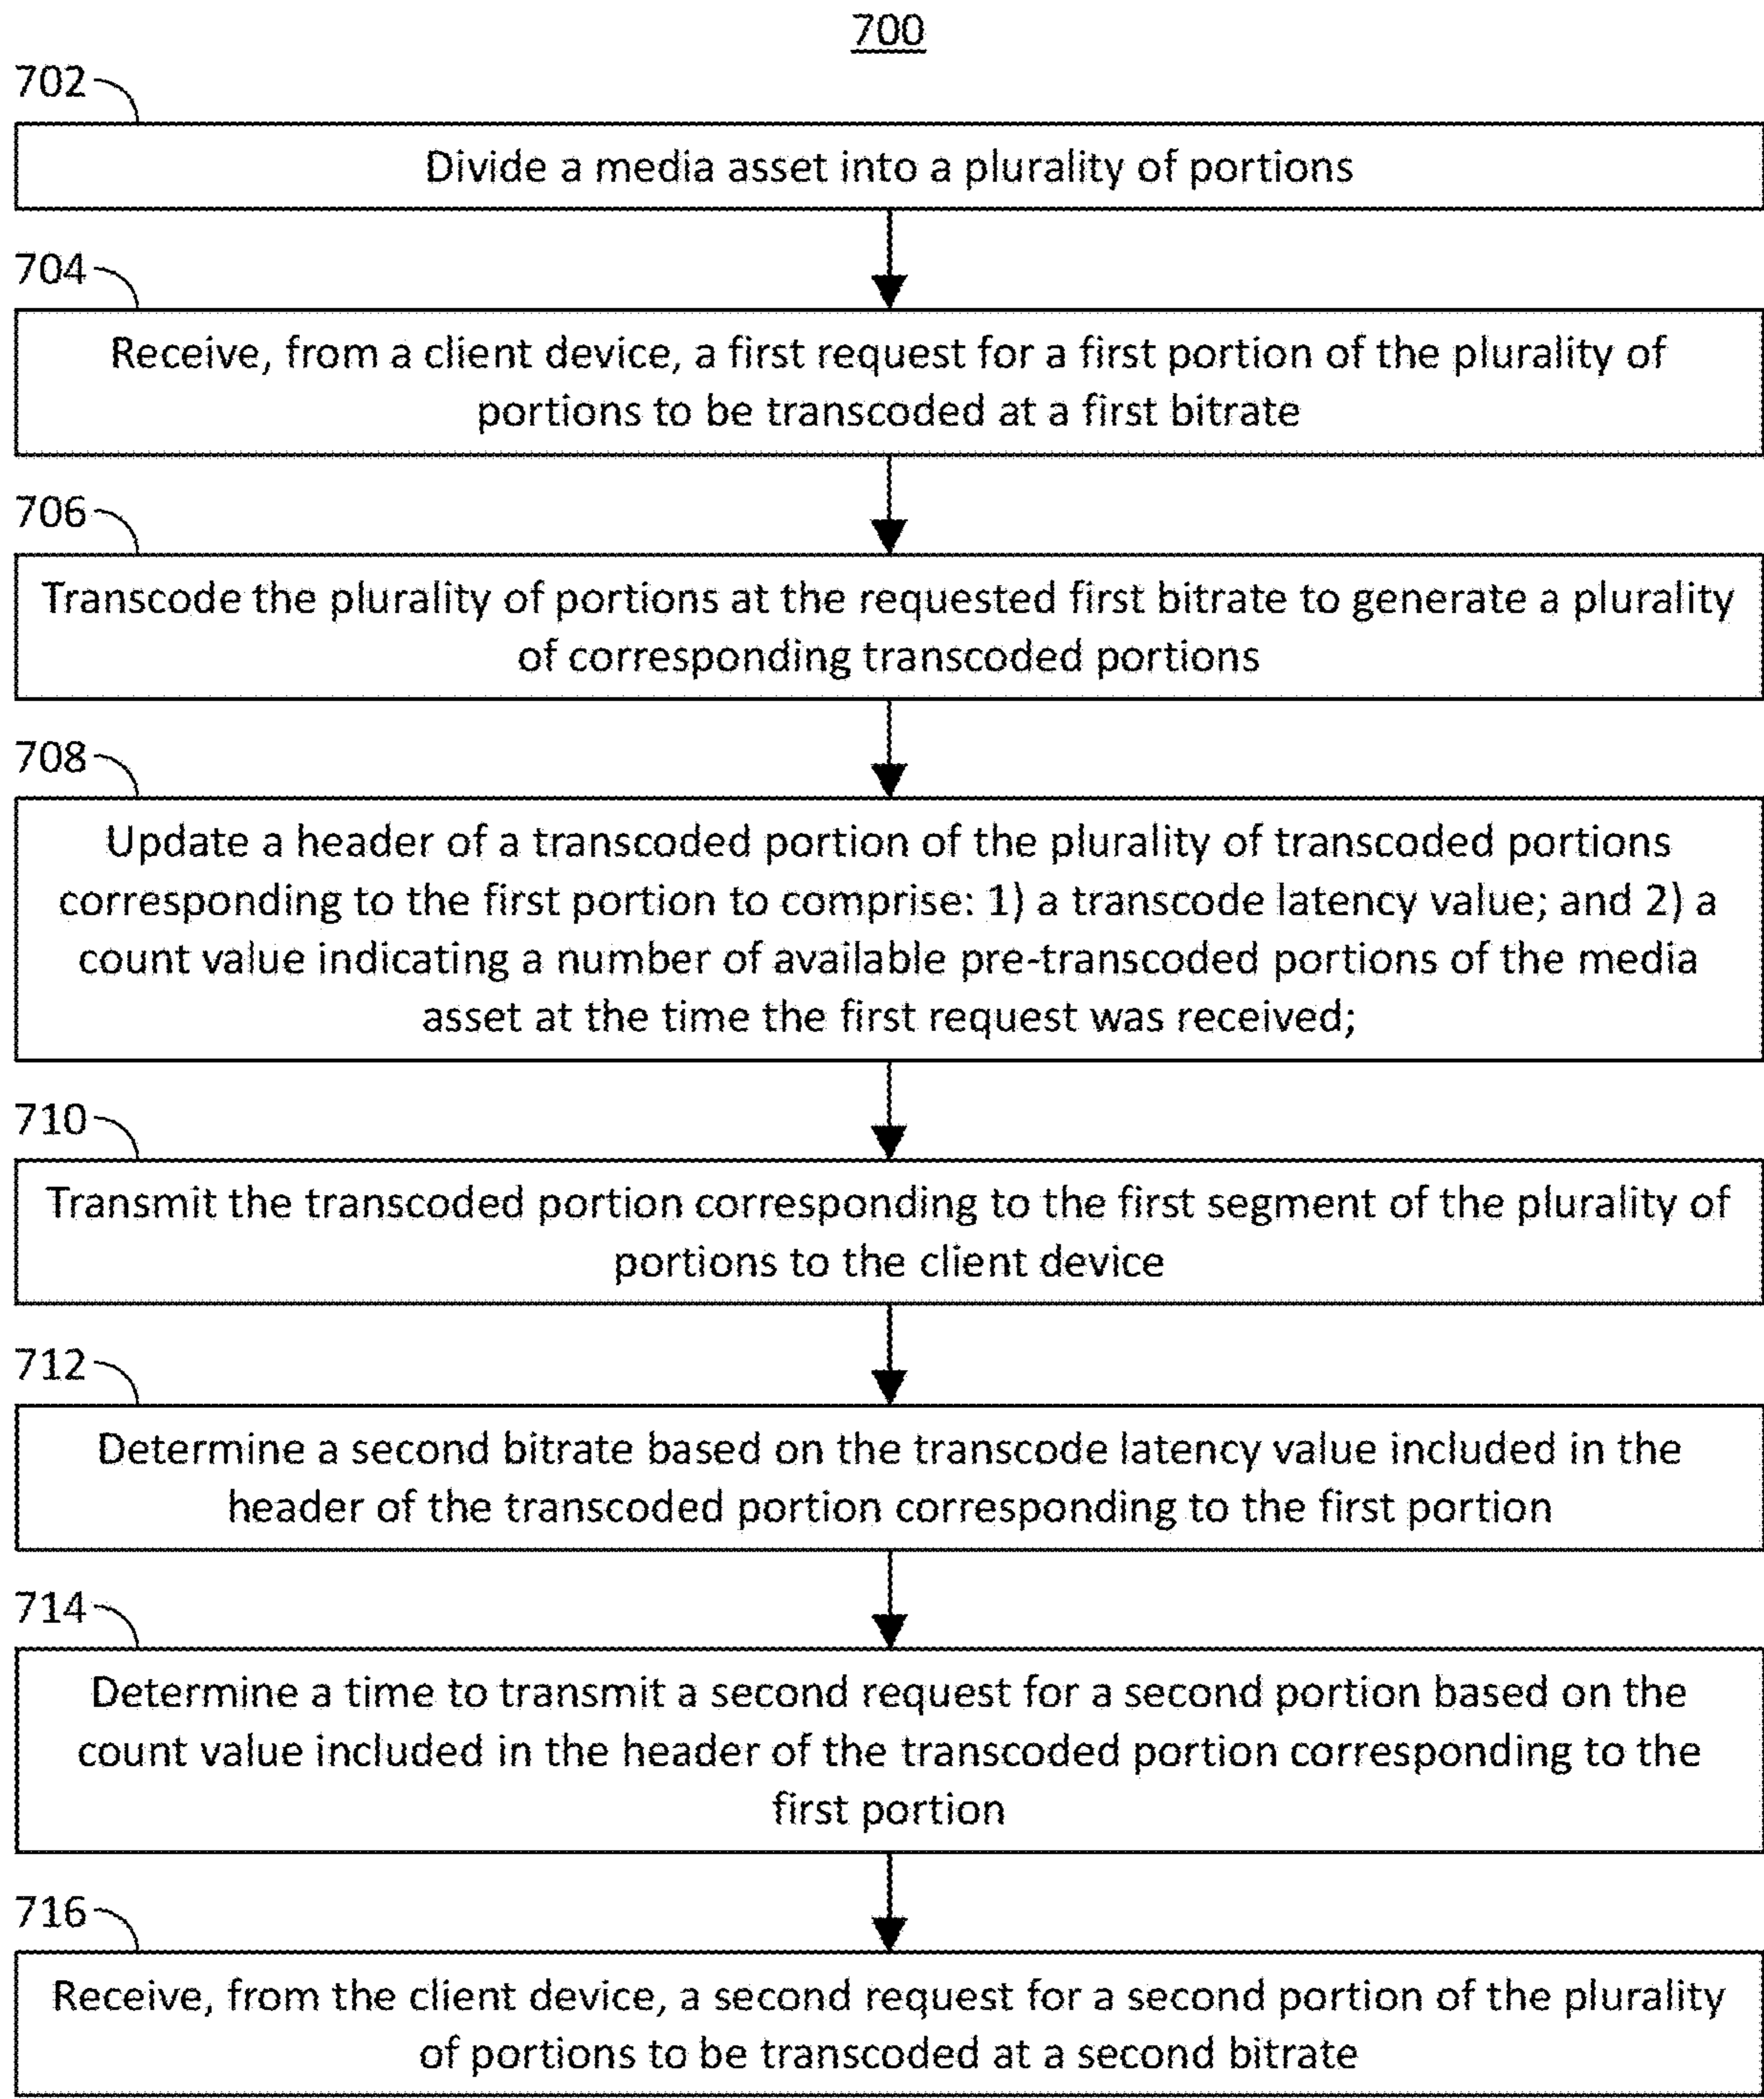 700
702
Divide a media asset into a plurality of portions
704
Receive, from a client device, a first request for a first portion of the plurality of
portions to be transcoded at a first bitrate
706
Transcode the plurality of portions at the requested first bitrate to generate a plurality
of corresponding transcoded portions
708
Update a header of a transcoded portion of the plurality of transcoded portions
corresponding to the first portion to comprise: 1) a transcode latency value; and 2) a
count value indicating a number of available pre-transcoded portions of the media
asset at the time the first request was received;
710
Transmit the transcoded portion corresponding to the first segment of the plurality of
portions to the client device
712
Determine a second bitrate based on the transcode latency value included in the
header of the transcoded portion corresponding to the first portion
714
Determine a time to transmit a second request for a second portion based on the
count value included in the header of the transcoded portion corresponding to the
first portion
716
Receive, from the client device, a second request for a second portion of the plurality
of portions to be transcoded at a second bitrate